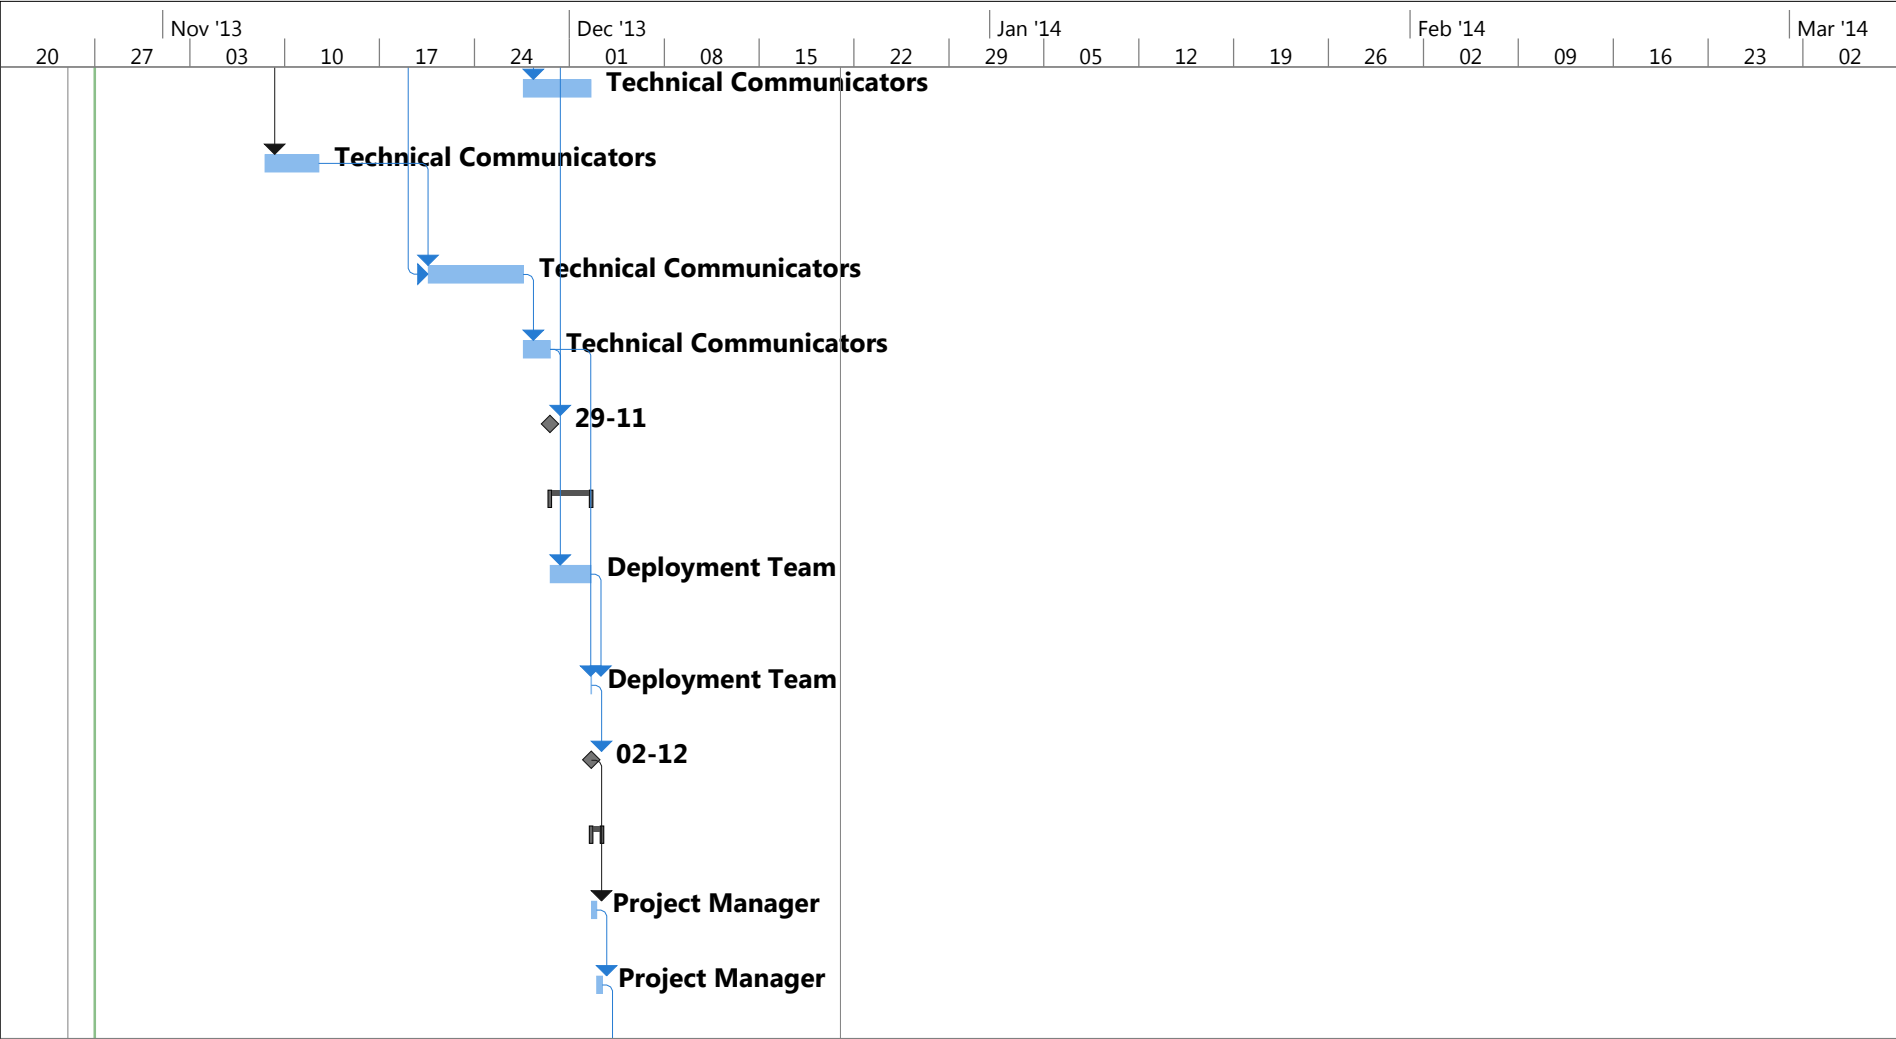 Nov '13 Dec '13 Jan '14 Feb '14 Mar '14
20 27 03 10 17 24 01 08 15 22 29 05 12 19 26 02 09 16 23 02
Technical Communicators
Technical Communicators
Technical Communicators
Technical Communicators
29-11
Deployment Team
Deployment Team
02-12
Project Manager
Project Manager